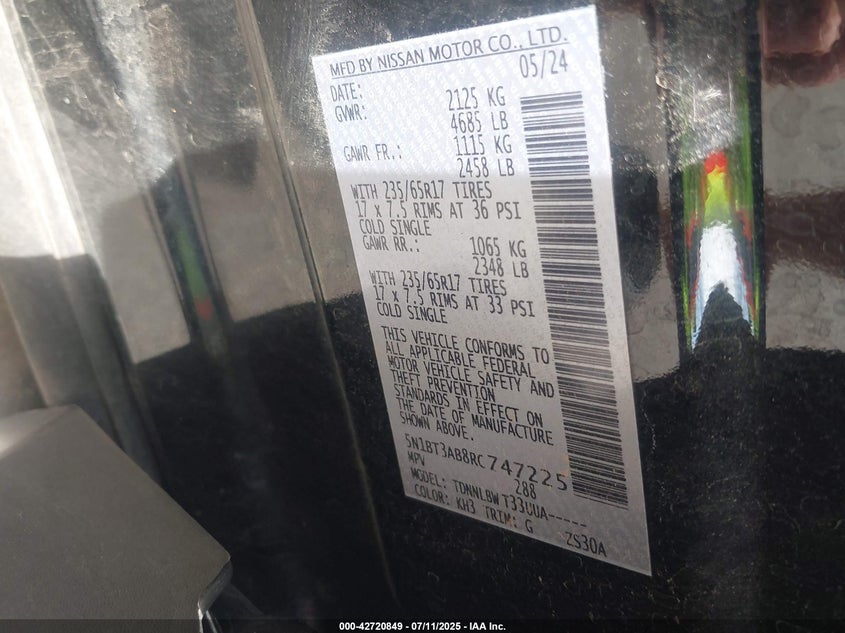 MFD BY NISSAN MOTOR CO., LTD.
DATE: 05/24
GVWR: 2125 KG
4685 LB
GAWR FR.: 1115 KG
2458 LB
WITH 235/65R17 TIRES
17 x 7.5 RIMS AT 36 PSI
COLD SINGLE
GAWR RR.: 1065 KG
2348 LB
WITH 235/65R17 TIRES
17 x 7.5 RIMS AT 33 PSI
COLD SINGLE
THIS VEHICLE CONFORMS TO
ALL APPLICABLE FEDERAL
MOTOR VEHICLE SAFETY AND
THEFT PREVENTION
STANDARDS IN EFFECT ON
THE DATE OF MANUFACTURE
SHOWN ABOVE.
5N1BT3AB8RC747225
MPV 288
MODEL: TDNNLBW T33UUA-----
COLOR: KH3 TRIM: G ZS30A
000-42720849 - 07/11/2025 - IAA Inc.